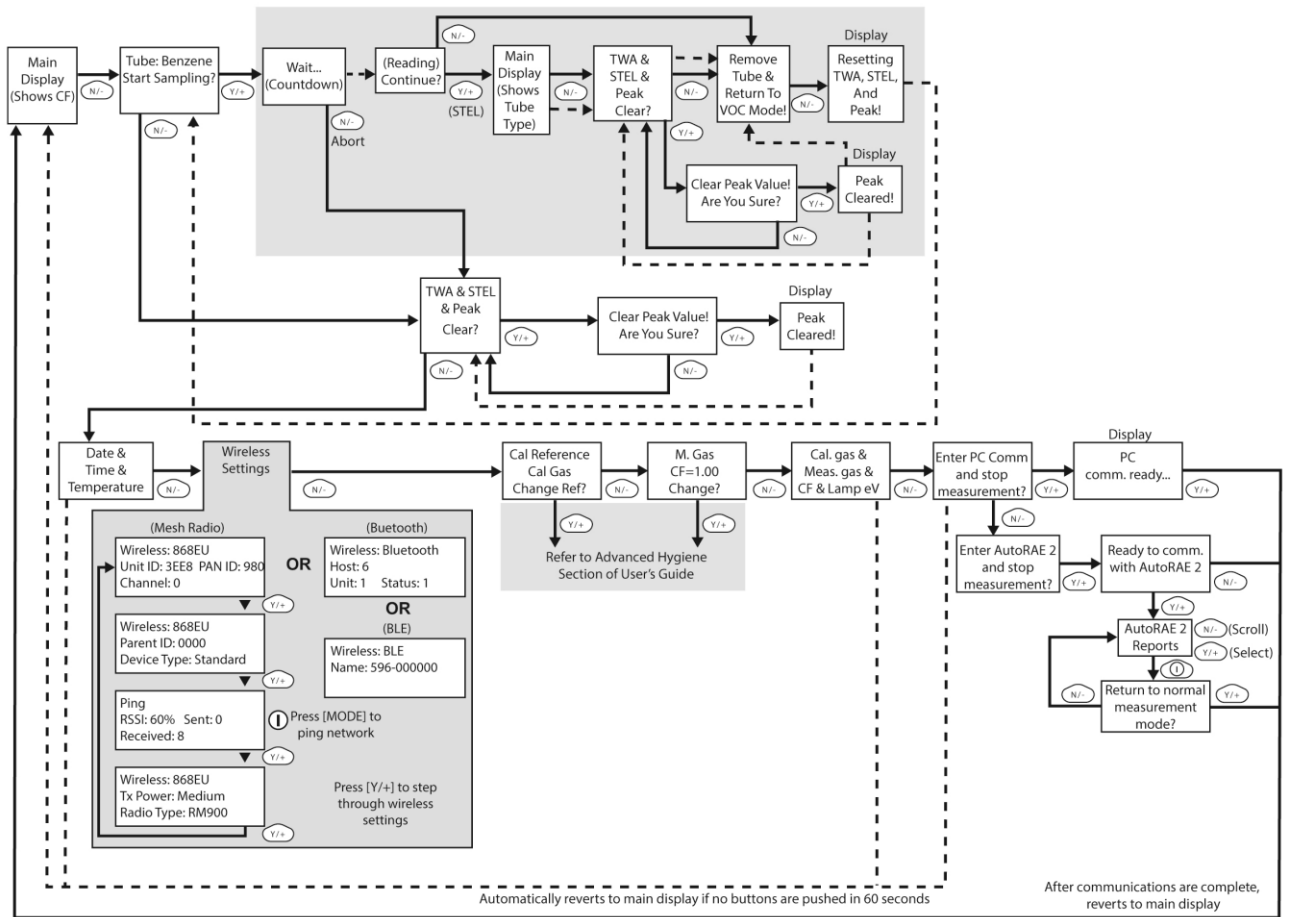 Main
Display
(Shows CF)
N/-
Tube: Benzene
Start Sampling?
Y/+
N/-
Wait...
(Countdown)
N/-
Abort
(Reading)
Continue?
N/-
Y/+
(STEL)
Main
Display
(Shows
Tube
Type)
N/-
TWA &
STEL &
Peak
Clear?
N/-
Y/+
Remove
Tube &
Return To
VOC Mode!
N/-
Display
Resetting
TWA, STEL,
And
Peak!
Clear Peak Value!
Are You Sure?
Y/+
N/-
Display
Peak
Cleared!
TWA & STEL
& Peak
Clear?
Y/+
N/-
Clear Peak Value!
Are You Sure?
Y/+
N/-
Display
Peak
Cleared!
Date &
Time &
Temperature
N/-
Wireless
Settings
N/-
(Mesh Radio)
Wireless: 868EU
Unit ID: 3EE8 PAN ID: 980
Channel: 0
Y/+
Wireless: 868EU
Parent ID: 0000
Device Type: Standard
Y/+
Ping
RSSI: 60% Sent: 0
Received: 8
Y/+
Wireless: 868EU
Tx Power: Medium
Radio Type: RM900
Y/+
OR
(Buetooth)
Wireless: Bluetooth
Host: 6
Unit: 1 Status: 1
OR
(BLE)
Wireless: BLE
Name: 596-000000
Press [MODE] to
ping network
Press [Y/+] to step
through wireless
settings
Cal Reference
Cal Gas
Change Ref?
N/-
Y/+
M. Gas
CF=1.00
Change?
N/-
Y/+
Refer to Advanced Hygiene
Section of User's Guide
Cal. gas &
Meas. gas &
CF & Lamp eV
N/-
Enter PC Comm
and stop
measurement?
Y/+
N/-
Display
PC
comm. ready...
Y/+
Enter AutoRAE 2
and stop
measurement?
Y/+
Ready to comm.
with AutoRAE 2
N/-
Y/+
AutoRAE 2
Reports
N/- (Scroll)
Y/+ (Select)
Return to normal
measurement
mode?
N/-
Y/+
Automatically reverts to main display if no buttons are pushed in 60 seconds
After communications are complete,
reverts to main display